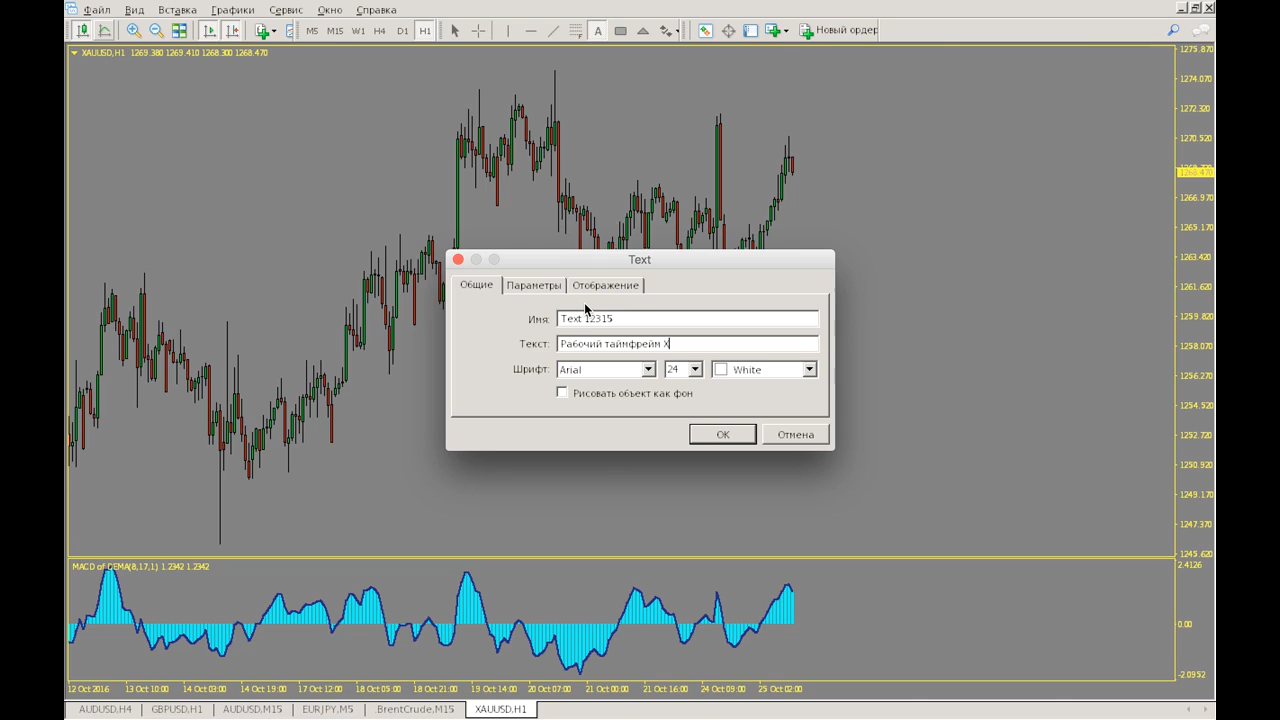 Файл Вид Вставка Графики Сервис Окно Справка
M5 M15 W1 H4 D1 H1 A Новый ордер
XAUUSD,H1 1269.380 1269.410 1268.300 1268.470
1275.870
1274.070
1272.320
1270.520
1268.470
1266.970
1265.170
1263.420
1261.620
1259.870
1258.070
1256.270
1254.520
1252.720
1250.920
1249.170
1247.370
1245.620
Text
Общие Параметры Отображение
Имя: Text 12315
Текст: Рабочий таймфрейм X
Шрифт: Arial 24 White
Рисовать объект как фон
OK Отмена
MACD of DEMA(8,17,1) 1.2342 1.2342
2.4126
0.00
-2.0952
12 Oct 2016 13 Oct 10:00 14 Oct 03:00 14 Oct 19:00 17 Oct 12:00 18 Oct 05:00 18 Oct 21:00 19 Oct 14:00 20 Oct 07:00 21 Oct 00:00 21 Oct 16:00 24 Oct 09:00 25 Oct 02:00
AUDUSD,H4 GBPUSD,H1 AUDUSD,M15 EURJPY,M5 .BrentCrude,M15 XAUUSD,H1